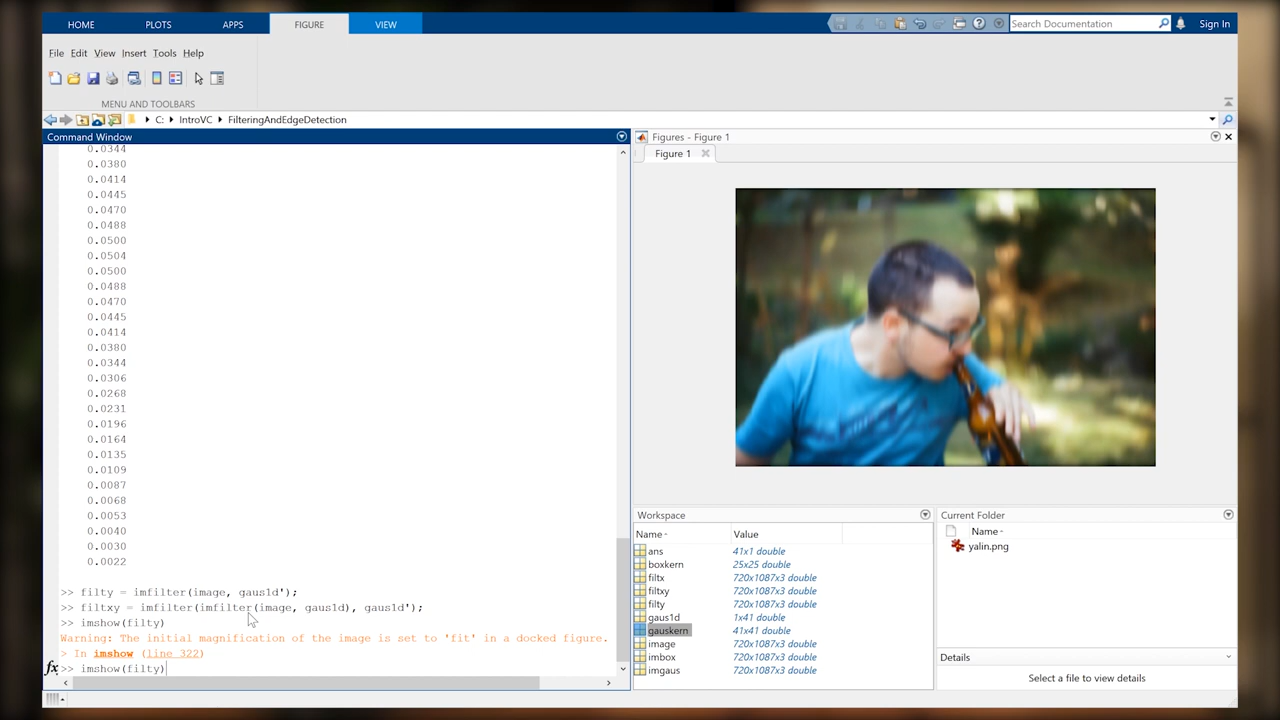 HOME PLOTS APPS FIGURE VIEW Search Documentation Sign In
File Edit View Insert Tools Help
MENU AND TOOLBARS
C: IntroVC FilteringAndEdgeDetection
Command Window
0.0344
0.0380
0.0414
0.0445
0.0470
0.0488
0.0500
0.0504
0.0500
0.0488
0.0470
0.0445
0.0414
0.0380
0.0344
0.0306
0.0268
0.0231
0.0196
0.0164
0.0135
0.0109
0.0087
0.0068
0.0053
0.0040
0.0030
0.0022
>> filty = imfilter(image, gaus1d');
>> filtxy = imfilter(imfilter(image, gaus1d), gaus1d');
>> imshow(filty)
Warning: The initial magnification of the image is set to 'fit' in a docked figure.
> In imshow (line 322)
fx >> imshow(filty)
Figures - Figure 1
Figure 1
Workspace
Name Value
ans 41x1 double
boxkern 25x25 double
filtx 720x1087x3 double
filtxy 720x1087x3 double
filty 720x1087x3 double
gaus1d 1x41 double
gauskern 41x41 double
image 720x1087x3 double
imbox 720x1087x3 double
imgaus 720x1087x3 double
Current Folder
Name
yalin.png
Details
Select a file to view details